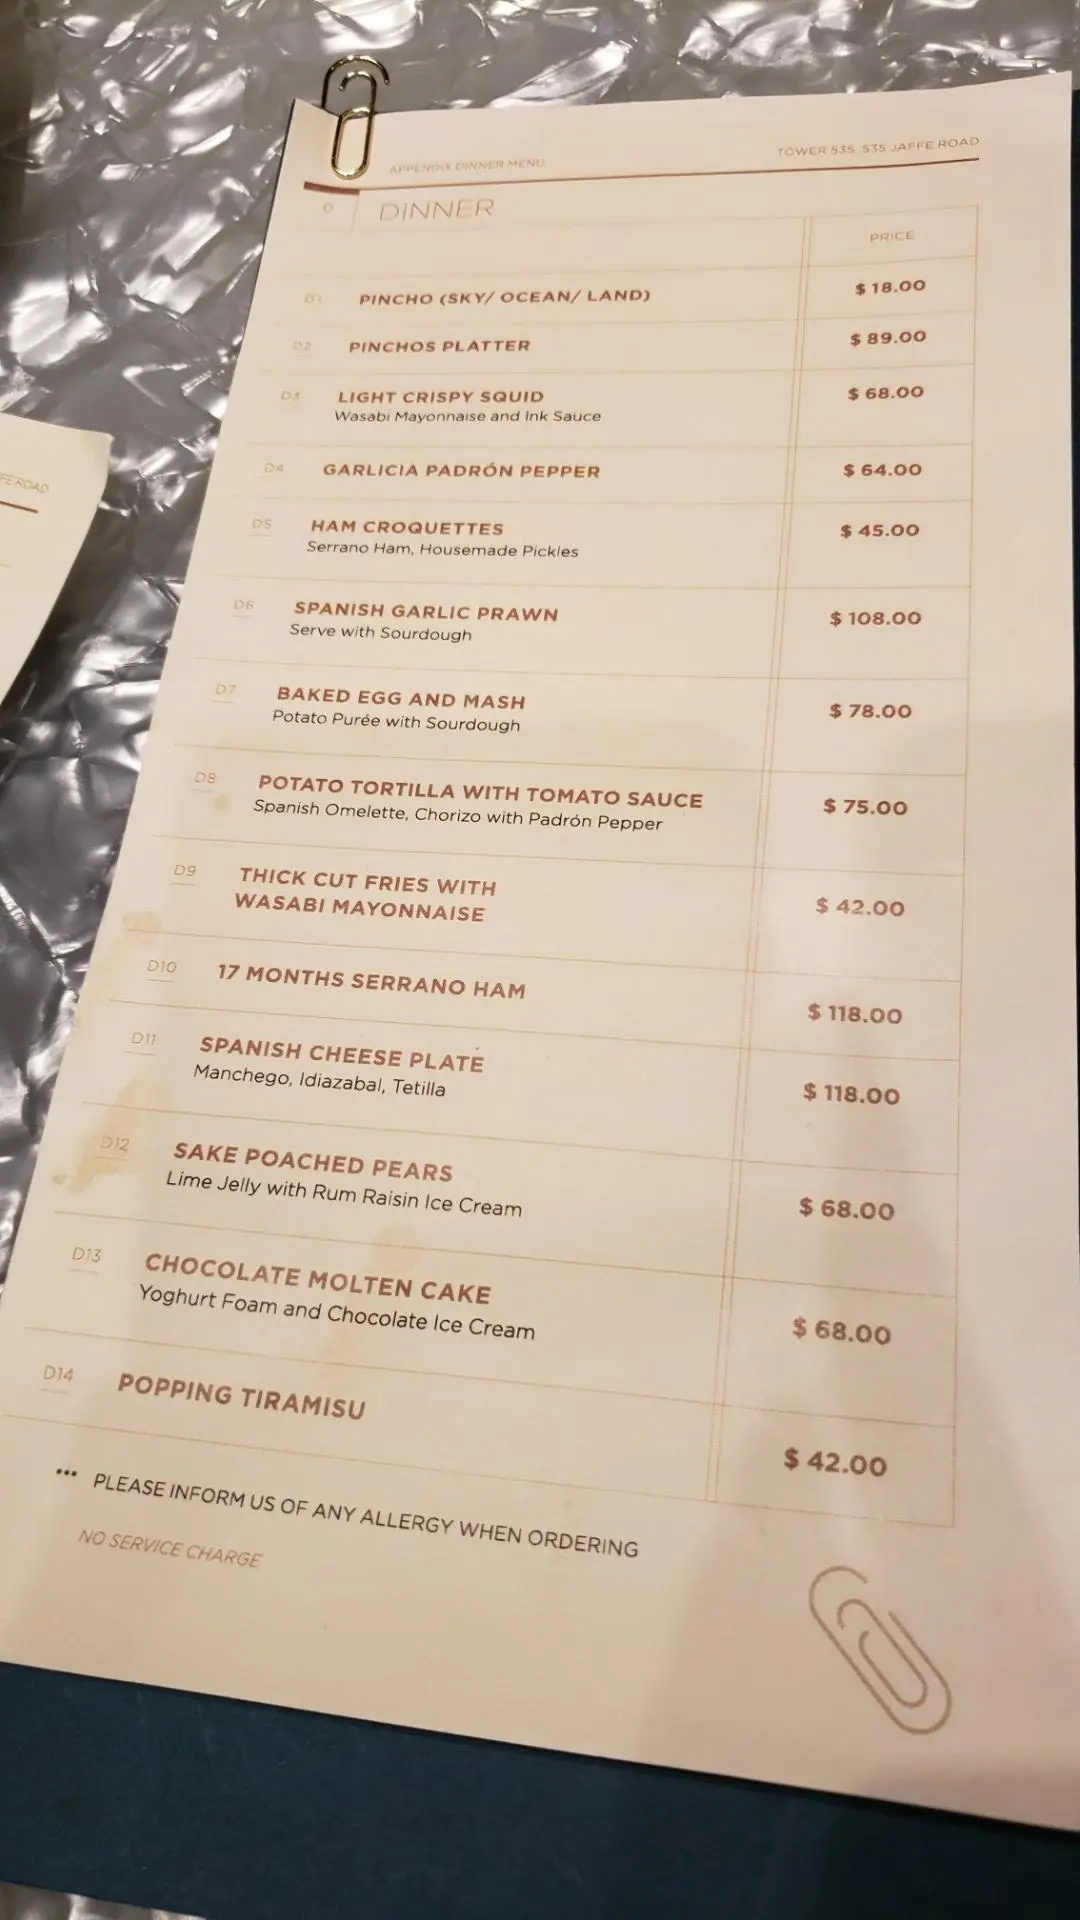 APPENDIX DINNER MENU
TOWER 535, 535 JAFFE ROAD
D DINNER
PRICE
D1 PINCHO (SKY/ OCEAN/ LAND) $ 18.00
D2 PINCHOS PLATTER $ 89.00
D3 LIGHT CRISPY SQUID $ 68.00
Wasabi Mayonnaise and Ink Sauce
D4 GARLICIA PADRÓN PEPPER $ 64.00
D5 HAM CROQUETTES $ 45.00
Serrano Ham, Housemade Pickles
D6 SPANISH GARLIC PRAWN $ 108.00
Serve with Sourdough
D7 BAKED EGG AND MASH $ 78.00
Potato Purée with Sourdough
D8 POTATO TORTILLA WITH TOMATO SAUCE $ 75.00
Spanish Omelette, Chorizo with Padrón Pepper
D9 THICK CUT FRIES WITH
WASABI MAYONNAISE $ 42.00
D10 17 MONTHS SERRANO HAM $ 118.00
D11 SPANISH CHEESE PLATE $ 118.00
Manchego, Idiazabal, Tetilla
D12 SAKE POACHED PEARS $ 68.00
Lime Jelly with Rum Raisin Ice Cream
D13 CHOCOLATE MOLTEN CAKE $ 68.00
Yoghurt Foam and Chocolate Ice Cream
D14 POPPING TIRAMISU $ 42.00
*** PLEASE INFORM US OF ANY ALLERGY WHEN ORDERING
NO SERVICE CHARGE
ROAD